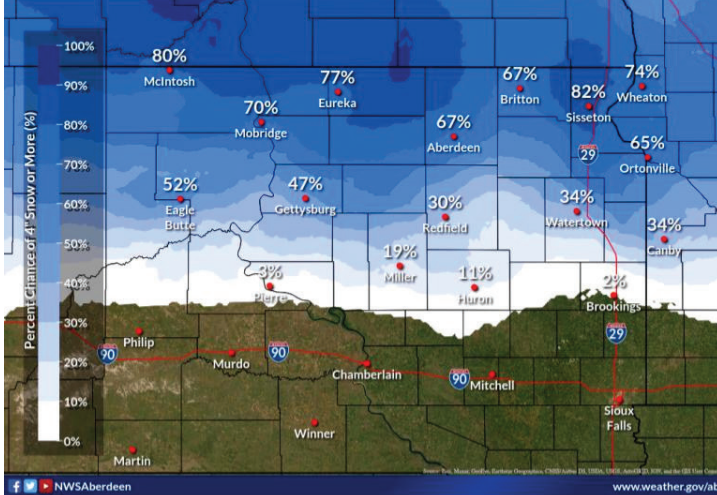 Percent Chance of 4" Snow or More (%)
100%
90%
80%
70%
60%
50%
40%
30%
20%
10%
0%
80%
McIntosh
77%
Eureka
70%
Mobridge
67%
Britton
82%
Sisseton
74%
Wheaton
67%
Aberdeen
65%
Ortonville
29
52%
Eagle
Butte
47%
Gettysburg
30%
Redfield
34%
Watertown
34%
Canby
19%
Miller
11%
Huron
3%
Pierre
2%
Brookings
29
90
Philip
90
Murdo
Chamberlain
90
Mitchell
Sioux
Falls
Winner
Martin
NWSAberdeen
www.weather.gov/ab